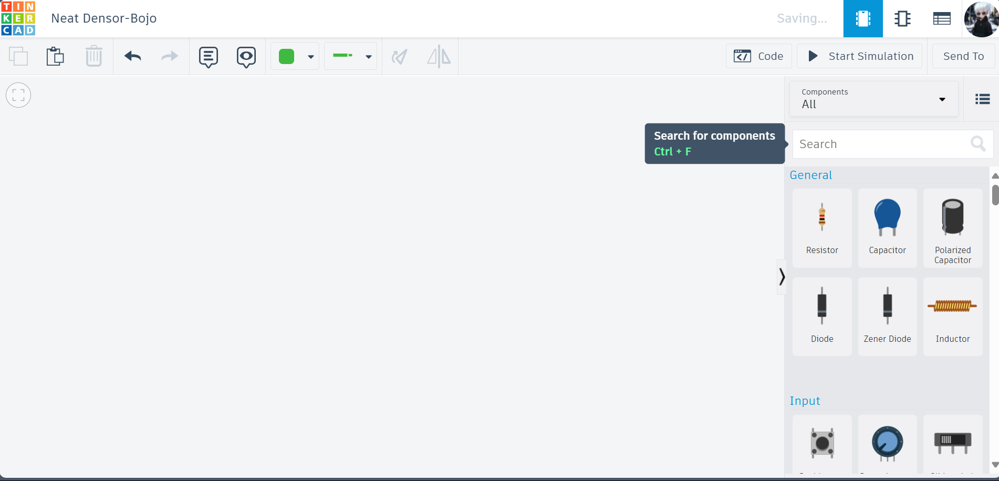 TIN
KER
CAD
Neat Densor-Bojo
Saving...
Code
Start Simulation
Send To
Components
All
Search for components
Ctrl + F
Search
General
Resistor
Capacitor
Polarized
Capacitor
Diode
Zener Diode
Inductor
Input